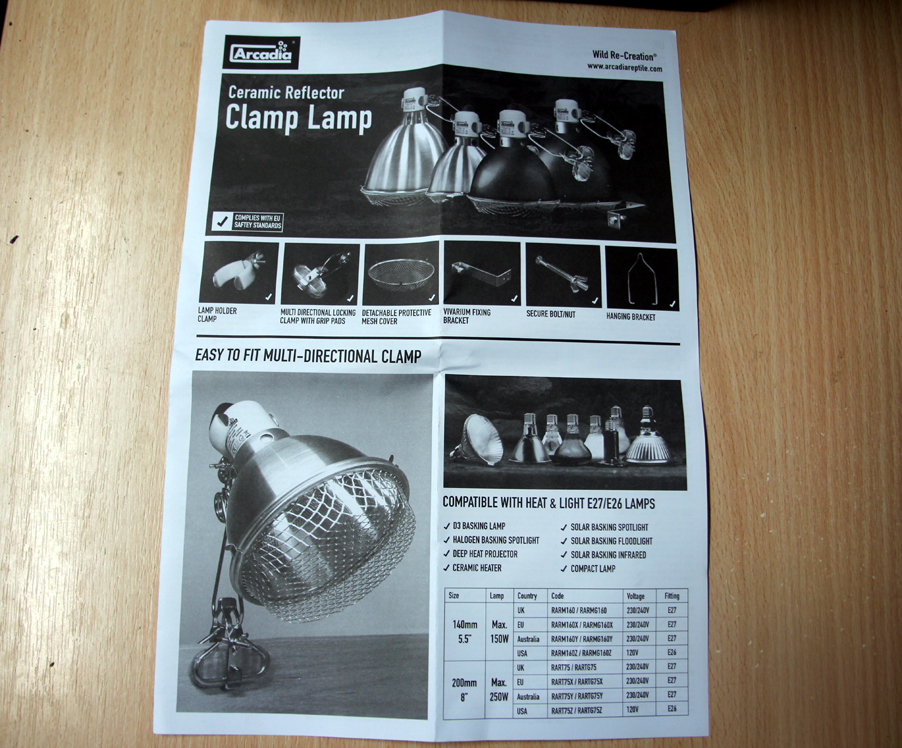 Arcadia
Wild Re-Creation®
www.arcadiareptile.com
Ceramic Reflector
Clamp Lamp
COMPLIES WITH EU
SAFTEY STANDARDS
LAMP HOLDER
CLAMP
MULTI DIRECTIONAL LOCKING
CLAMP WITH GRIP PADS
DETACHABLE PROTECTIVE
MESH COVER
VIVARIUM FIXING
BRACKET
SECURE BOLT/NUT
HANGING BRACKET
EASY TO FIT MULTI-DIRECTIONAL CLAMP
COMPATIBLE WITH HEAT & LIGHT E27/E26 LAMPS
✓ D3 BASKING LAMP
✓ HALOGEN BASKING SPOTLIGHT
✓ DEEP HEAT PROJECTOR
✓ CERAMIC HEATER
✓ SOLAR BASKING SPOTLIGHT
✓ SOLAR BASKING FLOODLIGHT
✓ SOLAR BASKING INFRARED
✓ COMPACT LAMP
Size Lamp Country Code Voltage Fitting
140mm 5.5" Max. 150W UK RARM160 / RARMG160 230/240V E27
EU RARM160X / RARMG160X 230/240V E27
Australia RARM160Y / RARMG160Y 230/240V E27
USA RARM160Z / RARMG160Z 120V E26
200mm 8" Max. 250W UK RART75 / RARTG75 230/240V E27
EU RART75X / RARTG75X 230/240V E27
Australia RART75Y / RARTG75Y 230/240V E27
USA RART75Z / RARTG75Z 120V E26